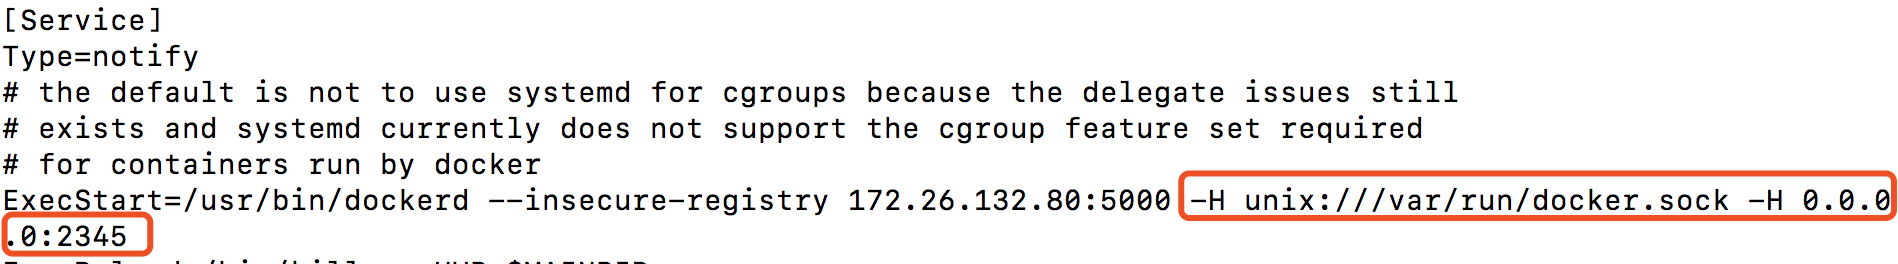 [Service]
Type=notify
# the default is not to use systemd for cgroups because the delegate issues still
# exists and systemd currently does not support the cgroup feature set required
# for containers run by docker
ExecStart=/usr/bin/dockerd --insecure-registry 172.26.132.80:5000 -H unix:///var/run/docker.sock -H 0.0.0
.0:2345